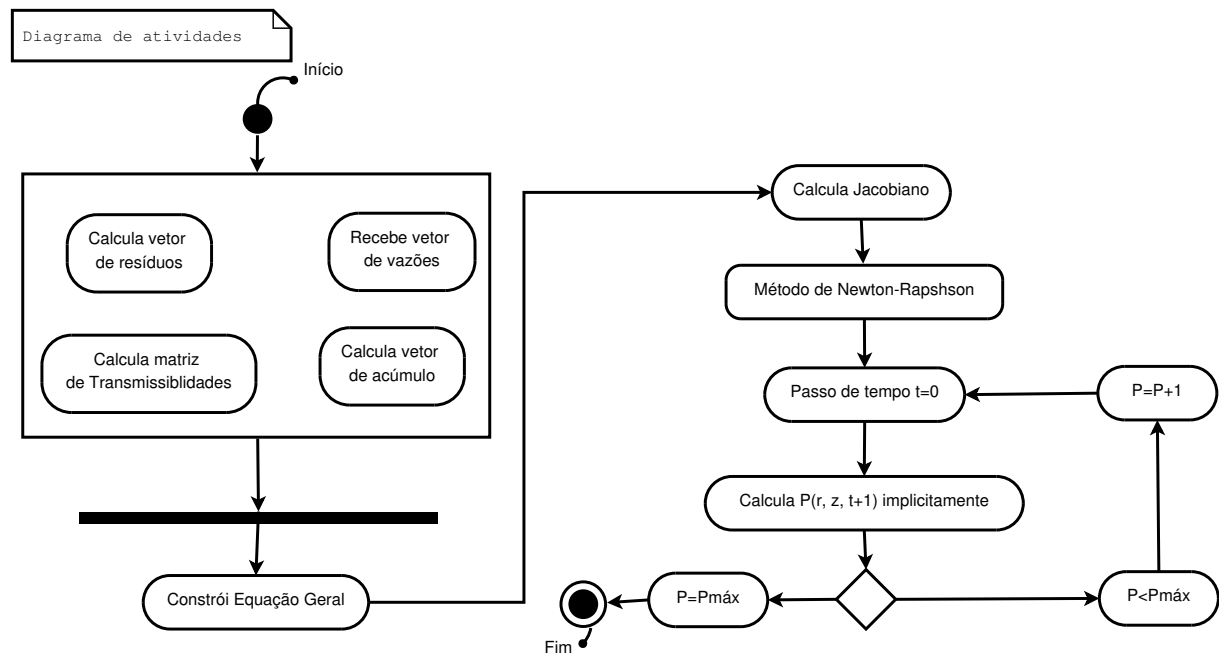 Diagrama de atividades
Início
Calcula vetor
de resíduos
Recebe vetor
de vazões
Calcula matriz
de Transmissiblidades
Calcula vetor
de acúmulo
Constrói Equação Geral
Calcula Jacobiano
Método de Newton-Rapshson
Passo de tempo t=0
P=P+1
Calcula P(r, z, t+1) implicitamente
P=Pmáx
P<Pmáx
Fim